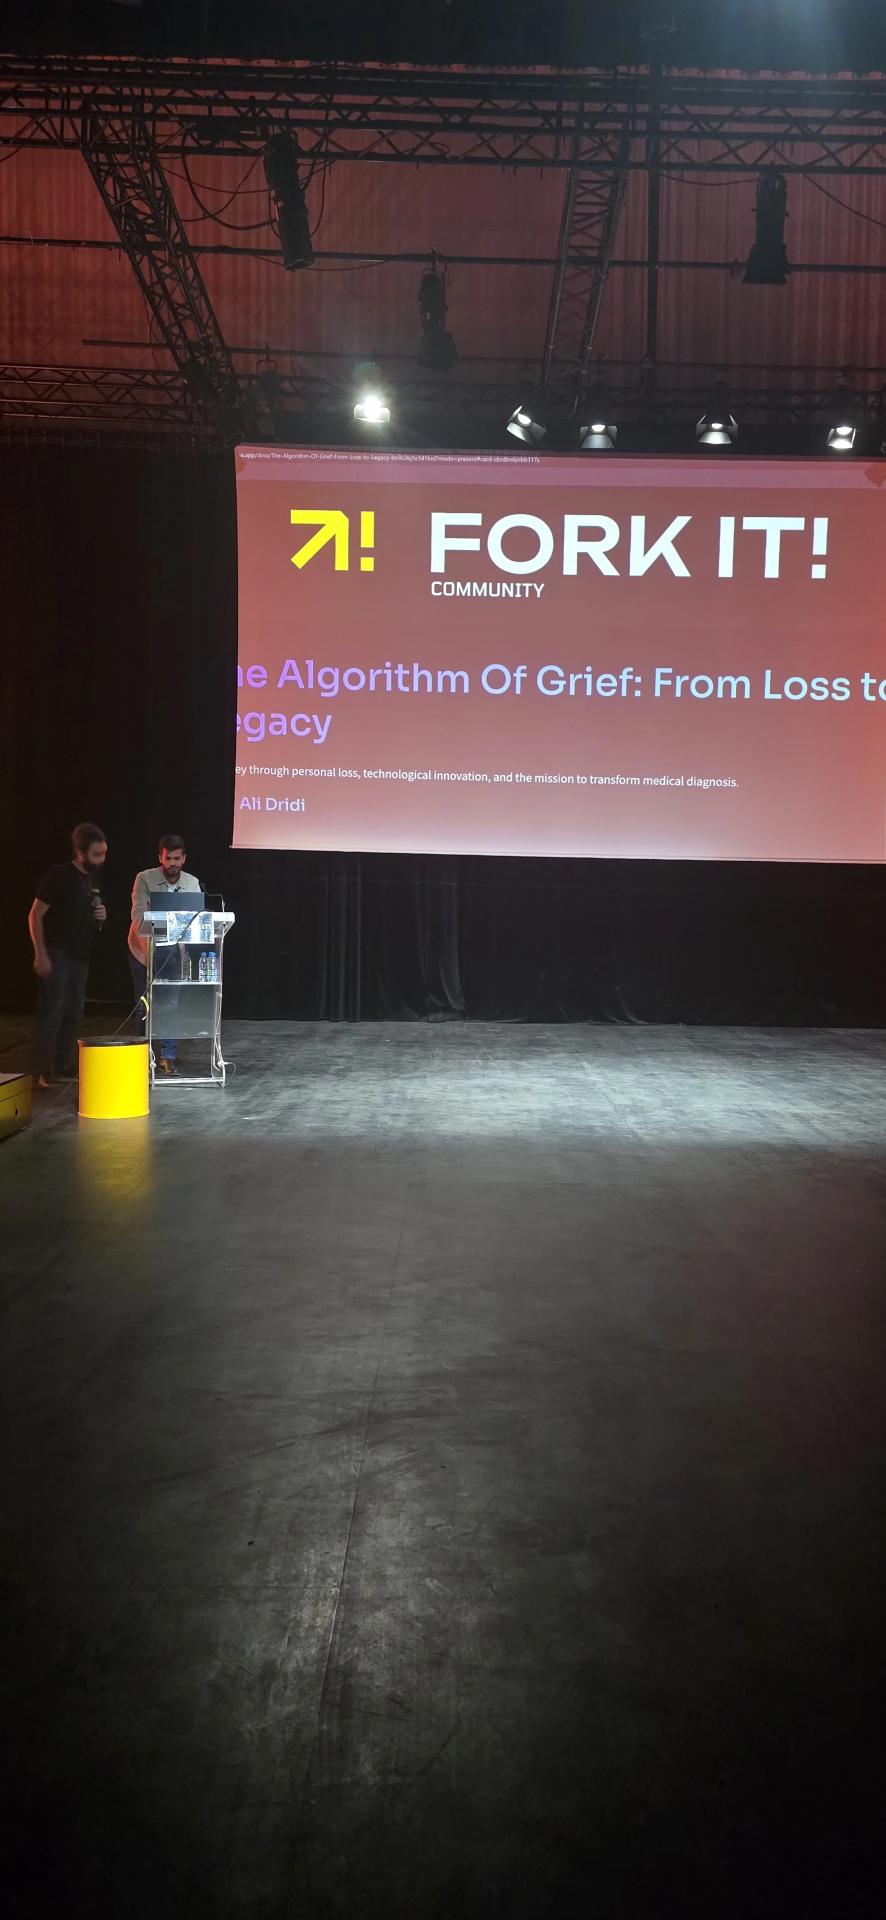 FORK IT!
COMMUNITY
he Algorithm Of Grief: From Loss to
egacy
ey through personal loss, technological innovation, and the mission to transform medical diagnosis.
Ali Dridi